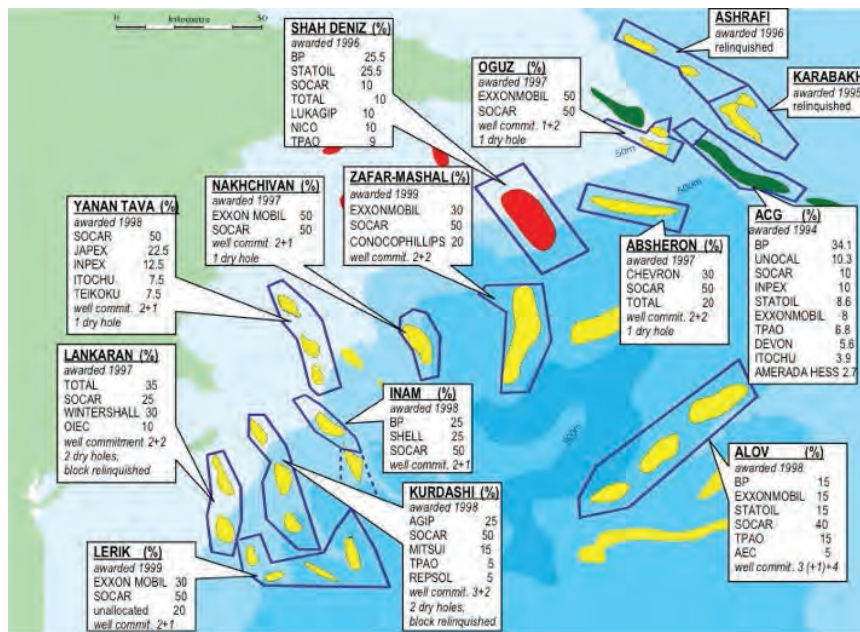 0 kilometers 50
SHAH DENIZ (%)
awarded 1996
BP 25.5
STATOIL 25.5
SOCAR 10
TOTAL 10
LUKAGIP 10
NICO 10
TPAO 9
OGUZ (%)
awarded 1997
EXXONMOBIL 50
SOCAR 50
well commit. 1+2
1 dry hole
ASHRAFI
awarded 1996
relinquished
KARABAKH
awarded 1995
relinquished
50m
500m
YANAN TAVA (%)
awarded 1998
SOCAR 50
JAPEX 22.5
INPEX 12.5
ITOCHU 7.5
TEIKOKU 7.5
well commit. 2+1
1 dry hole
NAKHCHIVAN (%)
awarded 1997
EXXON MOBIL 50
SOCAR 50
well commit. 2+1
1 dry hole
ZAFAR-MASHAL (%)
awarded 1999
EXXONMOBIL 30
SOCAR 50
CONOCOPHILLIPS 20
well commit. 2+2
ABSHERON (%)
awarded 1997
CHEVRON 30
SOCAR 50
TOTAL 20
well commit. 2+2
1 dry hole
ACG (%)
awarded 1994
BP 34.1
UNOCAL 10.3
SOCAR 10
INPEX 10
STATOIL 8.6
EXXONMOBIL 8
TPAO 6.8
DEVON 5.6
ITOCHU 3.9
AMERADA HESS 2.7
LANKARAN (%)
awarded 1997
TOTAL 35
SOCAR 25
WINTERSHALL 30
OIEC 10
well commitment 2+2
2 dry holes,
block relinquished
INAM (%)
awarded 1998
BP 25
SHELL 25
SOCAR 50
well commit. 2+1
KURDASHI (%)
awarded 1998
AGIP 25
SOCAR 50
MITSUI 15
TPAO 5
REPSOL 5
well commit. 3+2
2 dry holes,
block relinquished
ALOV (%)
awarded 1998
BP 15
EXXONMOBIL 15
STATOIL 15
SOCAR 40
TPAO 15
AEC 5
well commit. 3 (+1)+4
LERIK (%)
awarded 1999
EXXON MOBIL 30
SOCAR 50
unallocated 20
well commit. 2+1